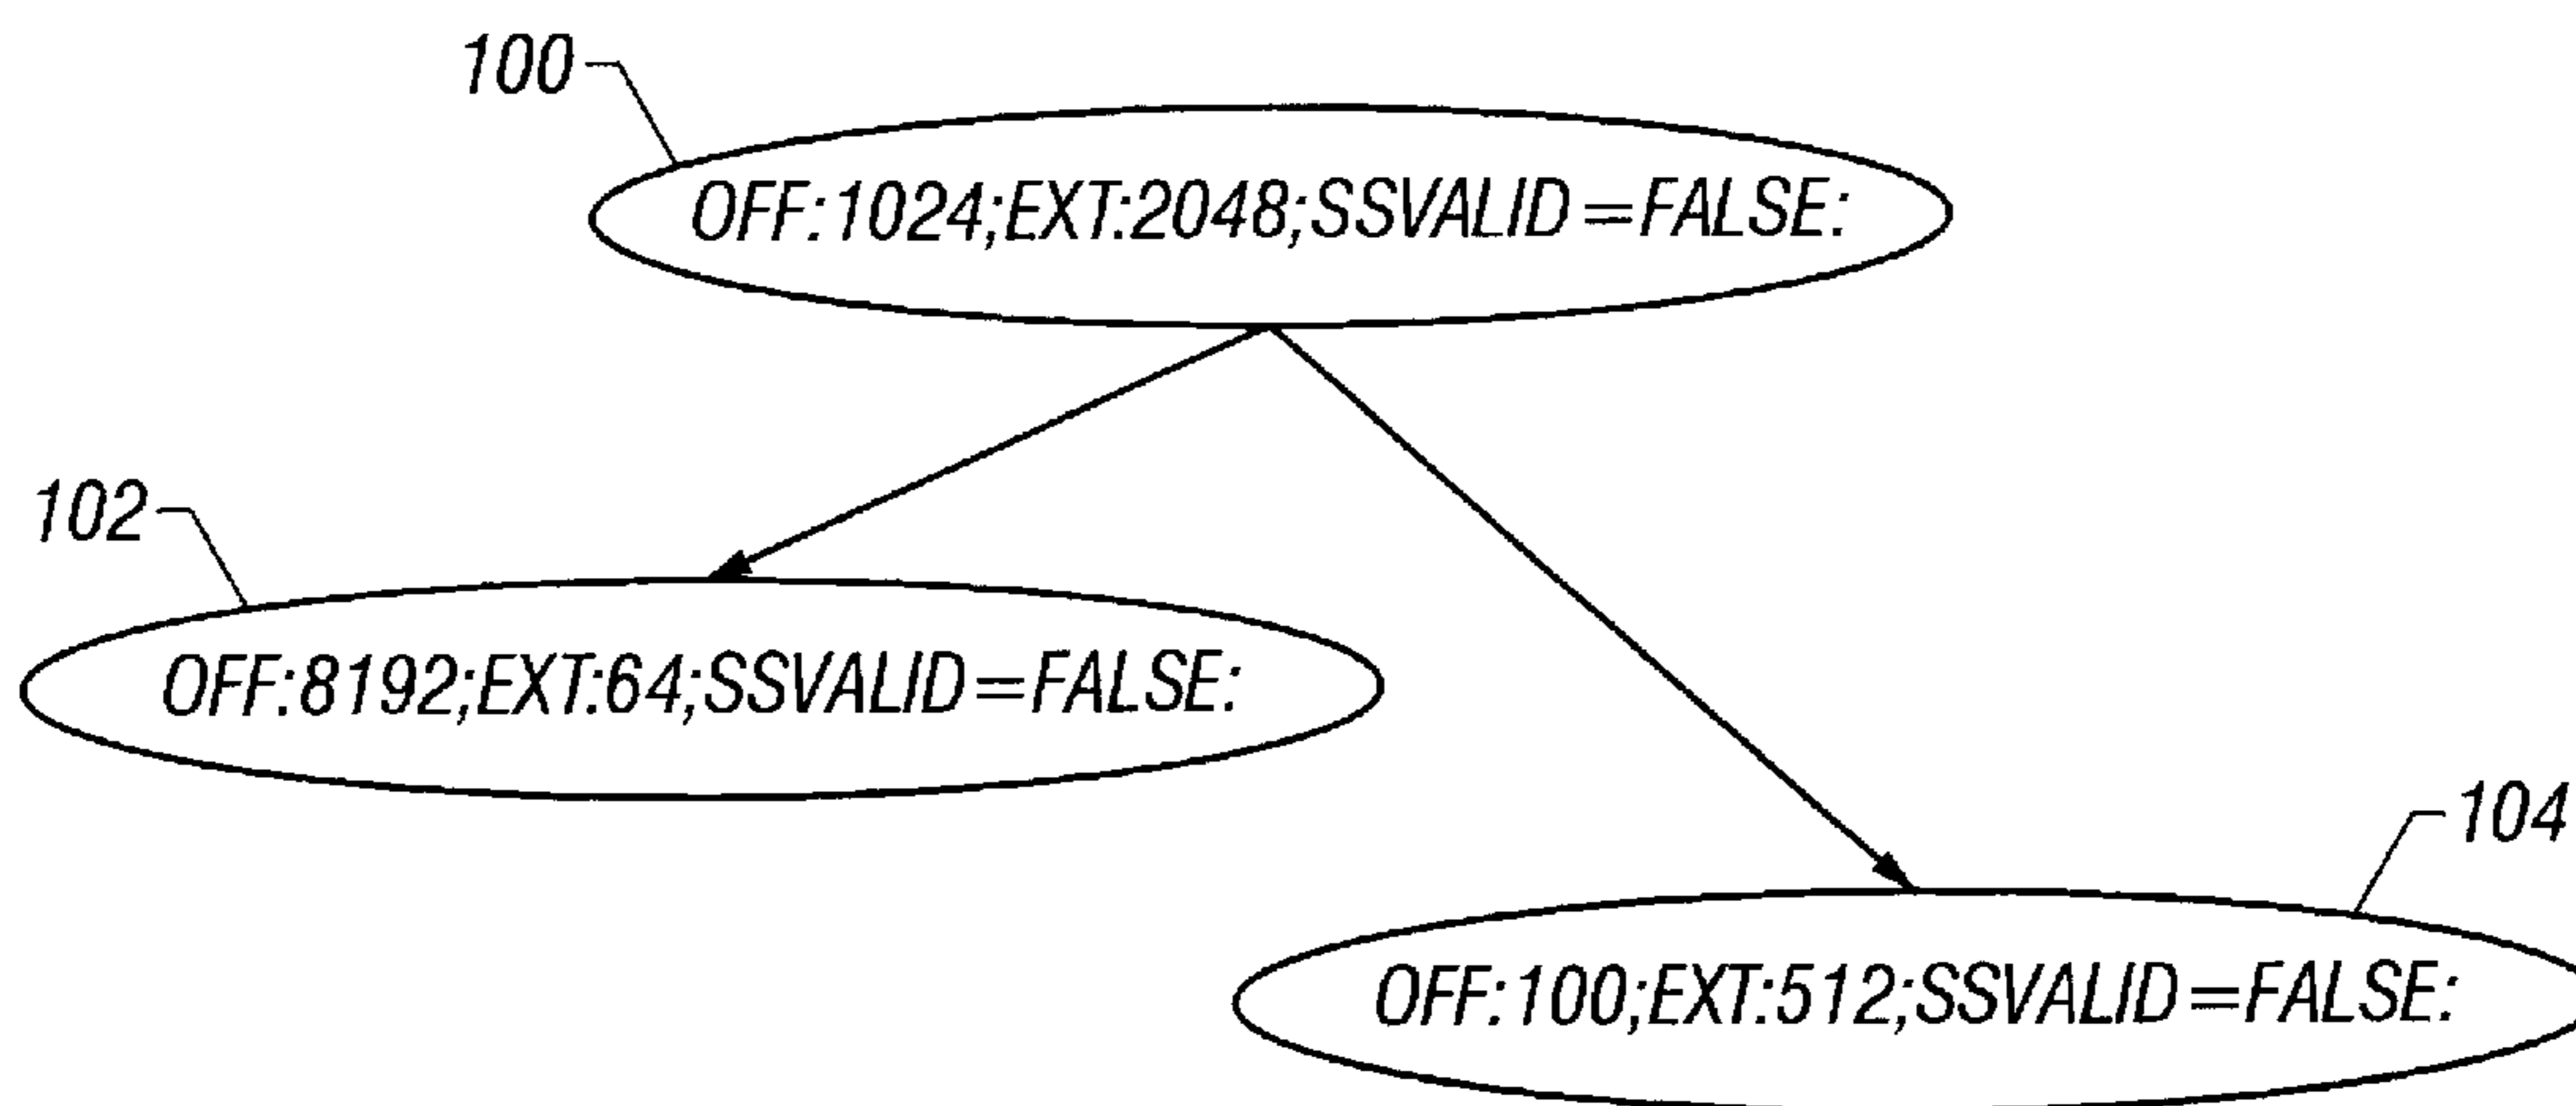 100
OFF:1024;EXT:2048;SSVALID=FALSE:
102
OFF:8192;EXT:64;SSVALID=FALSE:
104
OFF:100;EXT:512;SSVALID=FALSE: